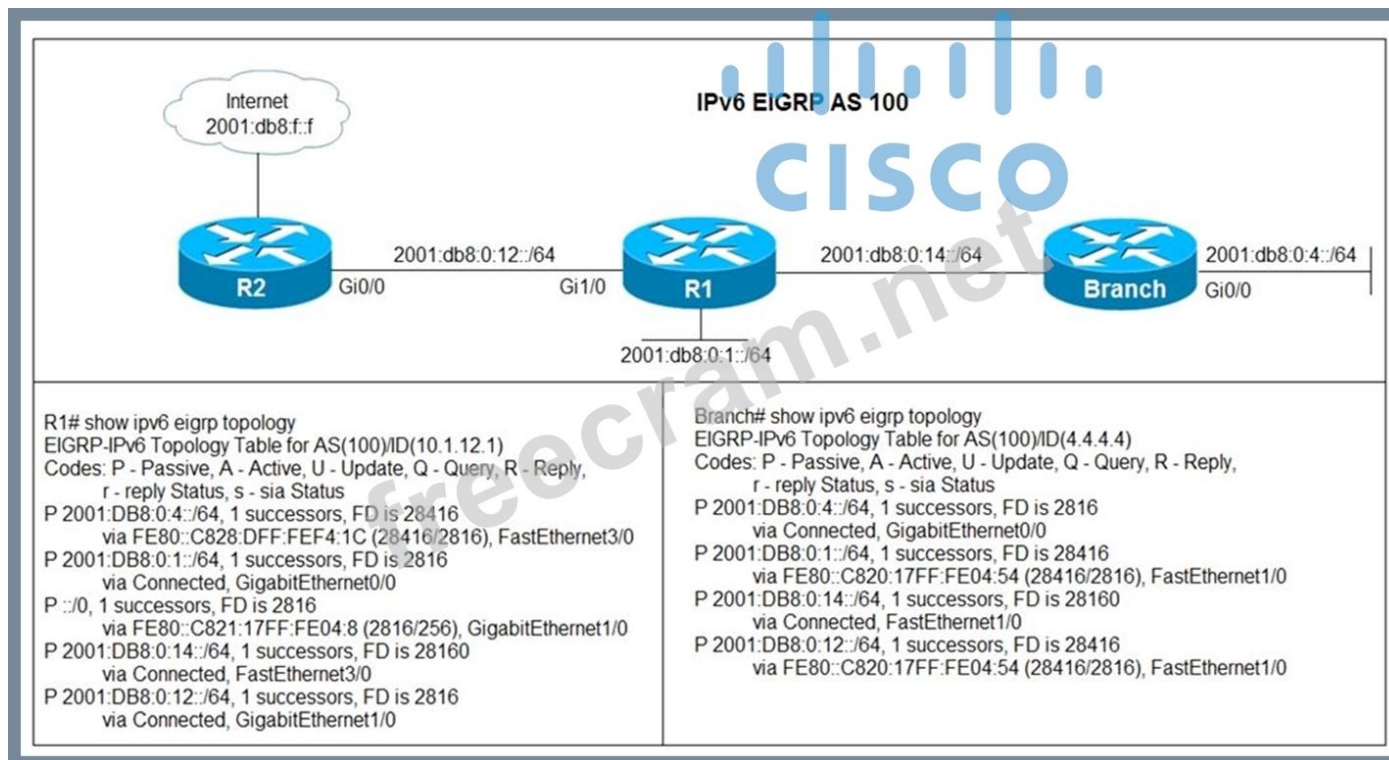 Internet
2001:db8:f::f
IPv6 EIGRP AS 100
CISCO
2001:db8:0:12::/64
2001:db8:0:14::/64
2001:db8:0:4::/64
R2
Gi0/0
Gi1/0
R1
Branch
Gi0/0
2001:db8:0:1::/64
freecram.net
R1# show ipv6 eigrp topology
EIGRP-IPv6 Topology Table for AS(100)/ID(10.1.12.1)
Codes: P - Passive, A - Active, U - Update, Q - Query, R - Reply,
r - reply Status, s - sia Status
P 2001:DB8:0:4::/64, 1 successors, FD is 28416
via FE80::C828:DFF:FEF4:1C (28416/2816), FastEthernet3/0
P 2001:DB8:0:1::/64, 1 successors, FD is 2816
via Connected, GigabitEthernet0/0
P ::/0, 1 successors, FD is 2816
via FE80::C821:17FF:FE04:8 (2816/256), GigabitEthernet1/0
P 2001:DB8:0:14::/64, 1 successors, FD is 28160
via Connected, FastEthernet3/0
P 2001:DB8:0:12::/64, 1 successors, FD is 2816
via Connected, GigabitEthernet1/0
Branch# show ipv6 eigrp topology
EIGRP-IPv6 Topology Table for AS(100)/ID(4.4.4.4)
Codes: P - Passive, A - Active, U - Update, Q - Query, R - Reply,
r - reply Status, s - sia Status
P 2001:DB8:0:4::/64, 1 successors, FD is 2816
via Connected, GigabitEthernet0/0
P 2001:DB8:0:1::/64, 1 successors, FD is 28416
via FE80::C820:17FF:FE04:54 (28416/2816), FastEthernet1/0
P 2001:DB8:0:14::/64, 1 successors, FD is 28160
via Connected, FastEthernet1/0
P 2001:DB8:0:12::/64, 1 successors, FD is 28416
via FE80::C820:17FF:FE04:54 (28416/2816), FastEthernet1/0